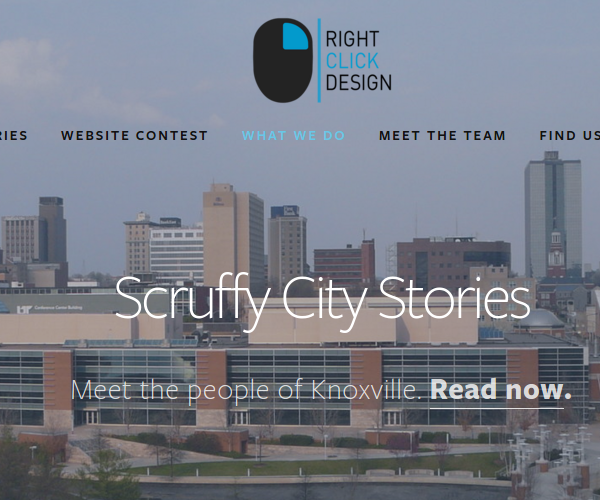 RIGHT
CLICK
DESIGN
RIES WEBSITE CONTEST WHAT WE DO MEET THE TEAM FIND US
Scruffy City Stories
Meet the people of Knoxville. Read now.